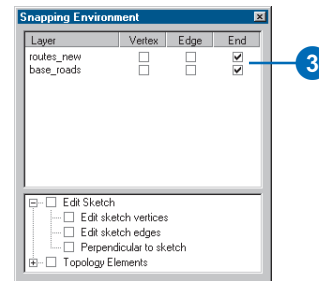 Snapping Environment
Layer Vertex Edge End
routes_new
base_roads
3
Edit Sketch
Edit sketch vertices
Edit sketch edges
Perpendicular to sketch
Topology Elements